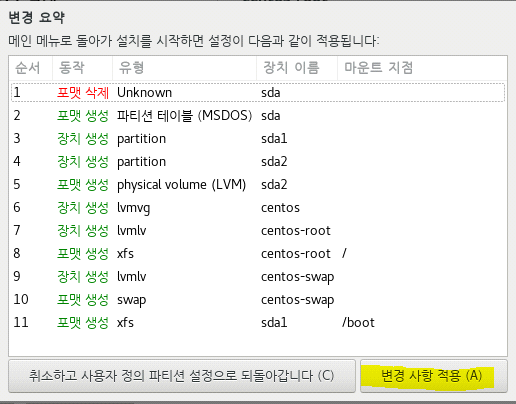 변경 요약
메인 메뉴로 돌아가 설치를 시작하면 설정이 다음과 같이 적용됩니다:
순서 동작 유형 장치 이름 마운트 지점
1 포맷 삭제 Unknown sda
2 포맷 생성 파티션 테이블 (MSDOS) sda
3 장치 생성 partition sda1
4 장치 생성 partition sda2
5 포맷 생성 physical volume (LVM) sda2
6 장치 생성 lvmvg centos
7 장치 생성 lvmlv centos-root
8 포맷 생성 xfs centos-root /
9 장치 생성 lvmlv centos-swap
10 포맷 생성 swap centos-swap
11 포맷 생성 xfs sda1 /boot
취소하고 사용자 정의 파티션 설정으로 되돌아갑니다 (C) 변경 사항 적용 (A)